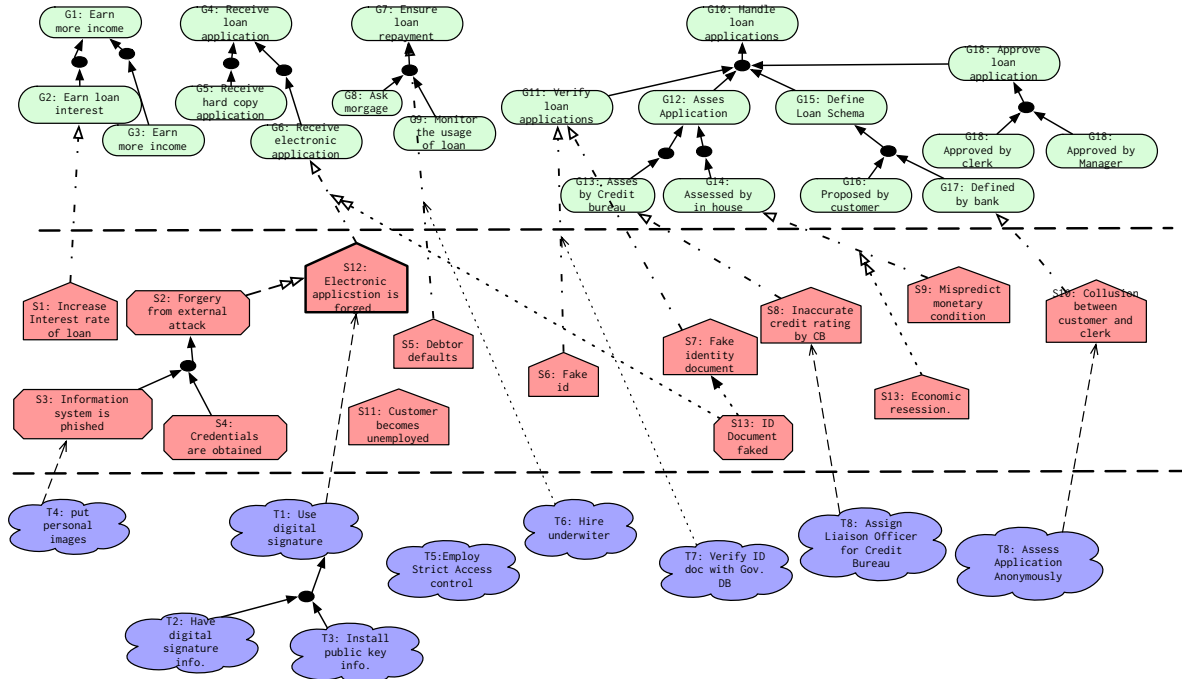 G1: Earn
more income
G4: Receive
loan
application
G7: Ensure
loan
repayment
G10: Handle
loan
applications
G18: Approve
loan
application
G2: Earn loan
interest
G5: Receive
hard copy
application
G8: Ask
morgage
G11: Verify
loan
applications
G12: Asses
Application
G15: Define
Loan Schema
G3: Earn
more income
G6: Receive
electronic
application
G9: Monitor
the usage
of loan
G18:
Approved by
clerk
G18:
Approved by
Manager
G13: Asses
by Credit
bureau
G14:
Assessed by
in house
G16:
Proposed by
customer
G17: Defined
by bank
S1: Increase
Interest rate
of loan
S2: Forgery
from external
attack
S12:
Electronic
applicstion is
forged.
S5: Debtor
defaults
S6: Fake
id
S7: Fake
identity
document
S8: Inaccurate
credit rating
by CB
S9: Mispredict
monetary
condition
S10: Collusion
between
customer and
clerk
S3: Information
system is
phished
S4:
Credentials
are obtained
S11: Customer
becomes
unemployed
S13: ID
Document
faked
S13: Economic
resession.
T4: put
personal
images
T1: Use
digital
signature
T5:Employ
Strict Access
control
T6: Hire
underwiter
T7: Verify ID
doc with Gov.
DB
T8: Assign
Liaison Officer
for Credit
Bureau
T8: Assess
Application
Anonymously
T2: Have
digital
signature
info.
T3: Install
public key
info.